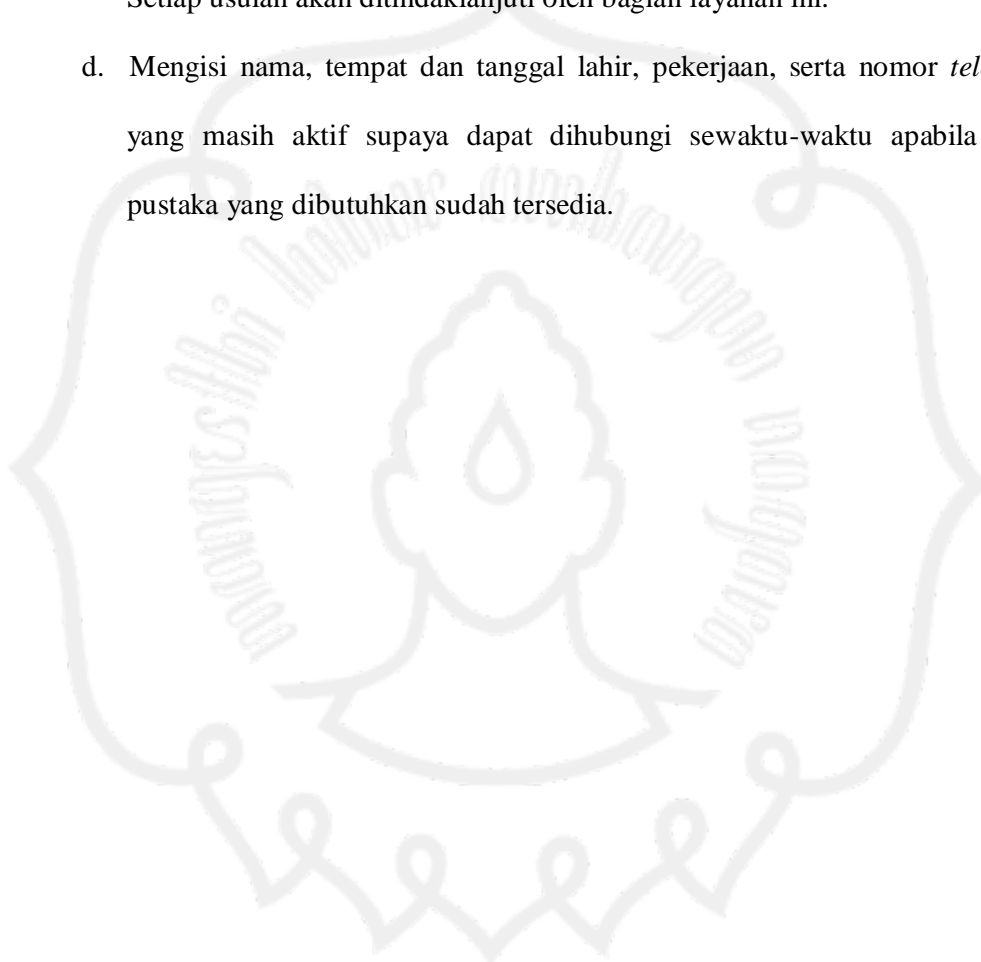 Setiap usulan akan ditindaklanjuti oleh bagian layanan ini.
d. Mengisi nama, tempat dan tanggal lahir, pekerjaan, serta nomor tel
yang masih aktif supaya dapat dihubungi sewaktu-waktu apabila
pustaka yang dibutuhkan sudah tersedia.